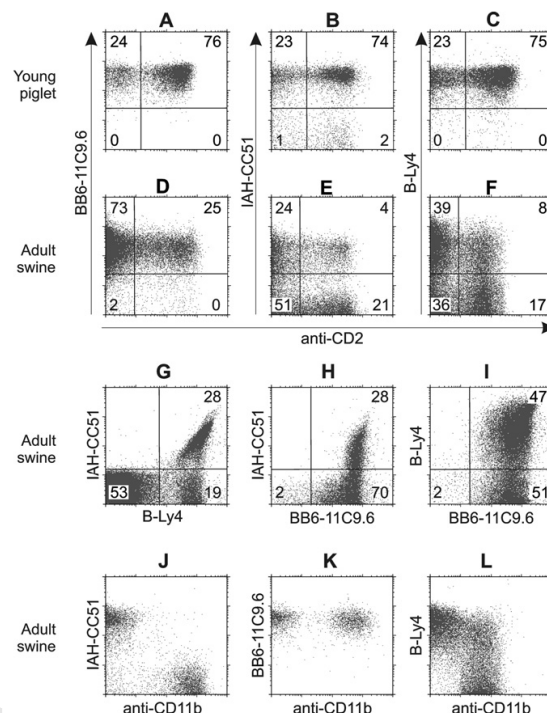 A B C
24 76 23 74 23 75
Young piglet
BB6-11C9.6 IAH-CC51 B-Ly4
0 0 1 2 0 0
D E F
73 25 24 4 39 8
Adult swine
2 0 51 21 36 17
anti-CD2
G H I
28 28 47
Adult swine
IAH-CC51 IAH-CC51 B-Ly4
53 19 2 70 2 51
B-Ly4 BB6-11C9.6 BB6-11C9.6
J K L
Adult swine
IAH-CC51 BB6-11C9.6 B-Ly4
anti-CD11b anti-CD11b anti-CD11b